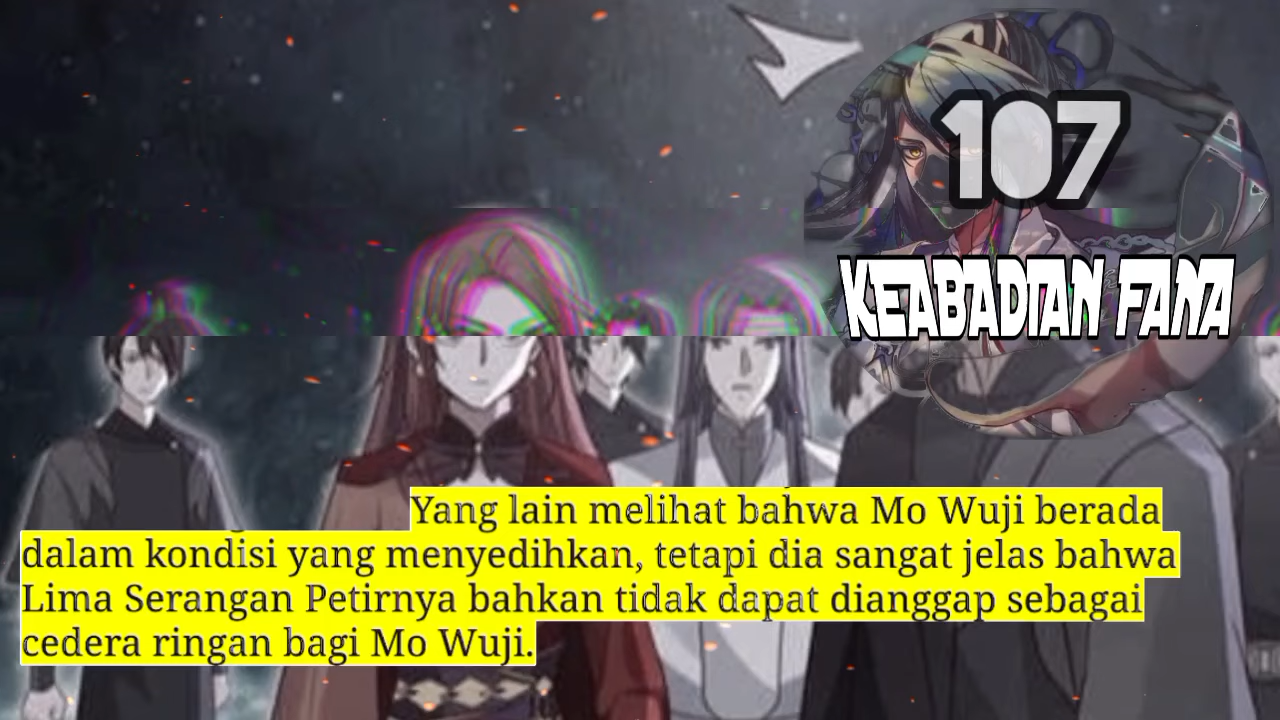 107
KEABADIAN FANA
Yang lain melihat bahwa Mo Wuji berada
dalam kondisi yang menyedihkan, tetapi dia sangat jelas bahwa
Lima Serangan Petirnya bahkan tidak dapat dianggap sebagai
cedera ringan bagi Mo Wuji.